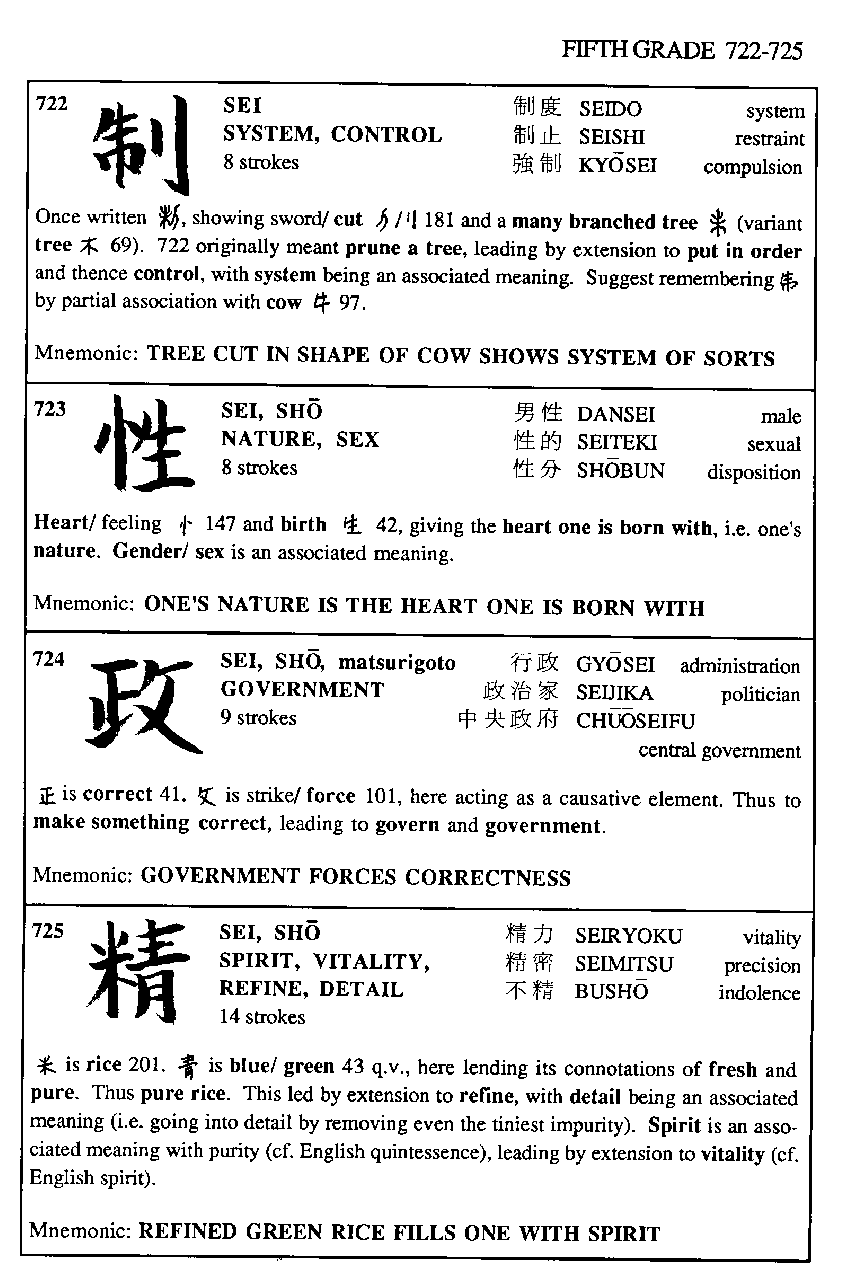 FIFTH GRADE 722-725
722 制 SEI 制度 SEIDO system
SYSTEM, CONTROL 制止 SEISHI restraint
8 strokes 強制 KYŌSEI compulsion
Once written , showing sword/ cut 181 and a many branched tree (variant
tree 木 69). 722 originally meant prune a tree, leading by extension to put in order
and thence control, with system being an associated meaning. Suggest remembering
by partial association with cow 牛 97.
Mnemonic: TREE CUT IN SHAPE OF COW SHOWS SYSTEM OF SORTS
723 性 SEI, SHŌ 男性 DANSEI male
NATURE, SEX 性的 SEITEKI sexual
8 strokes 性分 SHŌBUN disposition
Heart/ feeling 忄 147 and birth 生 42, giving the heart one is born with, i.e. one's
nature. Gender/ sex is an associated meaning.
Mnemonic: ONE'S NATURE IS THE HEART ONE IS BORN WITH
724 政 SEI, SHŌ, matsurigoto 行政 GYŌSEI administration
GOVERNMENT 政治家 SEIJIKA politician
9 strokes 中央政府 CHŪŌSEIFU
central government
正 is correct 41. 攵 is strike/ force 101, here acting as a causative element. Thus to
make something correct, leading to govern and government.
Mnemonic: GOVERNMENT FORCES CORRECTNESS
725 精 SEI, SHŌ 精力 SEIRYOKU vitality
SPIRIT, VITALITY, 精密 SEIMITSU precision
REFINE, DETAIL 不精 BUSHŌ indolence
14 strokes
米 is rice 201. 青 is blue/ green 43 q.v., here lending its connotations of fresh and
pure. Thus pure rice. This led by extension to refine, with detail being an associated
meaning (i.e. going into detail by removing even the tiniest impurity). Spirit is an asso-
ciated meaning with purity (cf. English quintessence), leading by extension to vitality (cf.
English spirit).
Mnemonic: REFINED GREEN RICE FILLS ONE WITH SPIRIT